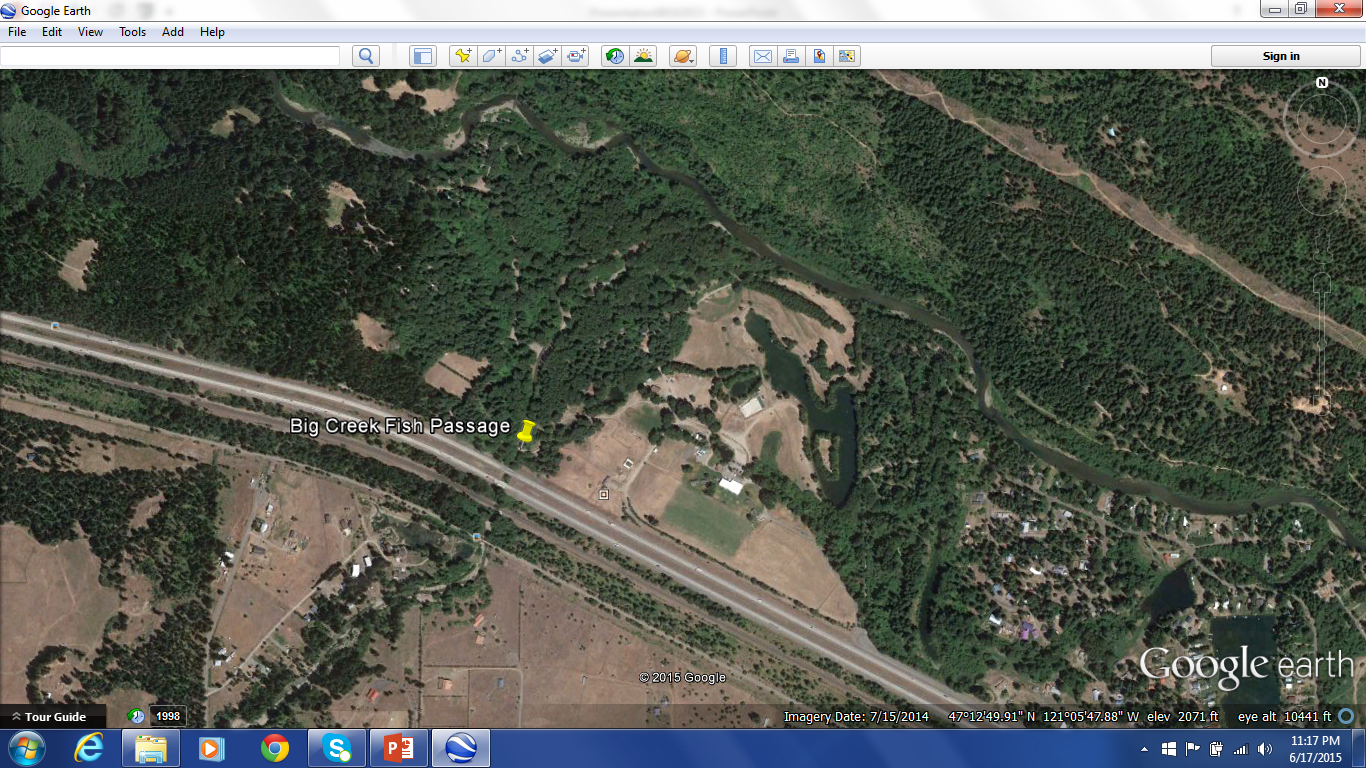 Google Earth
File Edit View Tools Add Help
Sign in
N
Big Creek Fish Passage
© 2015 Google
Google earth
Tour Guide
1998
Imagery Date: 7/15/2014 47°12'49.91" N 121°05'47.88" W elev 2071 ft eye alt 10441 ft
11:17 PM
6/17/2015